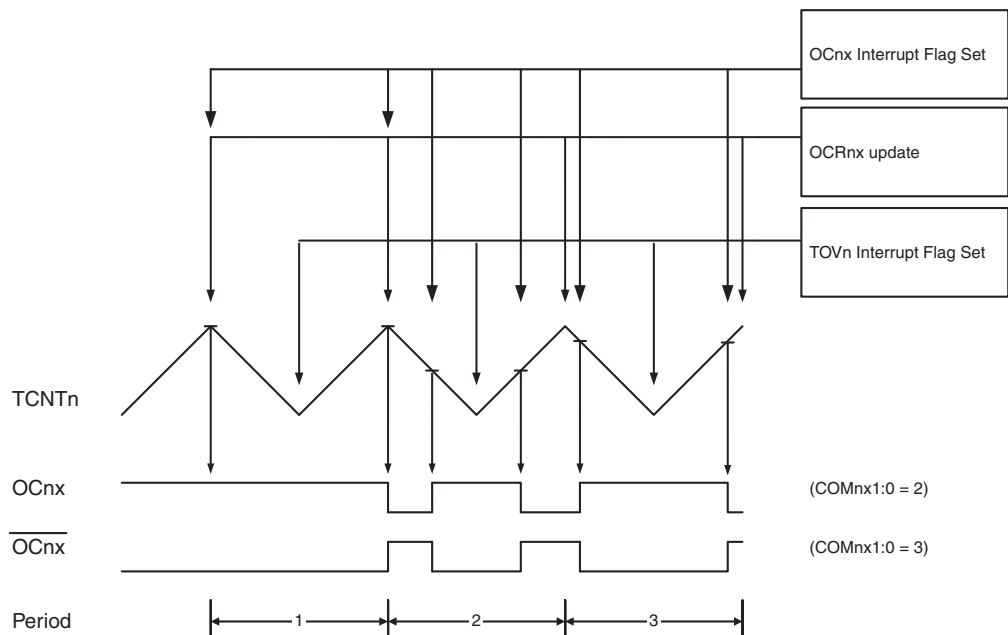 OCnx Interrupt Flag Set
OCRnx update
TOVn Interrupt Flag Set
TCNTn
OCnx
(COMnx1:0 = 2)
OCnx
(COMnx1:0 = 3)
Period
1
2
3